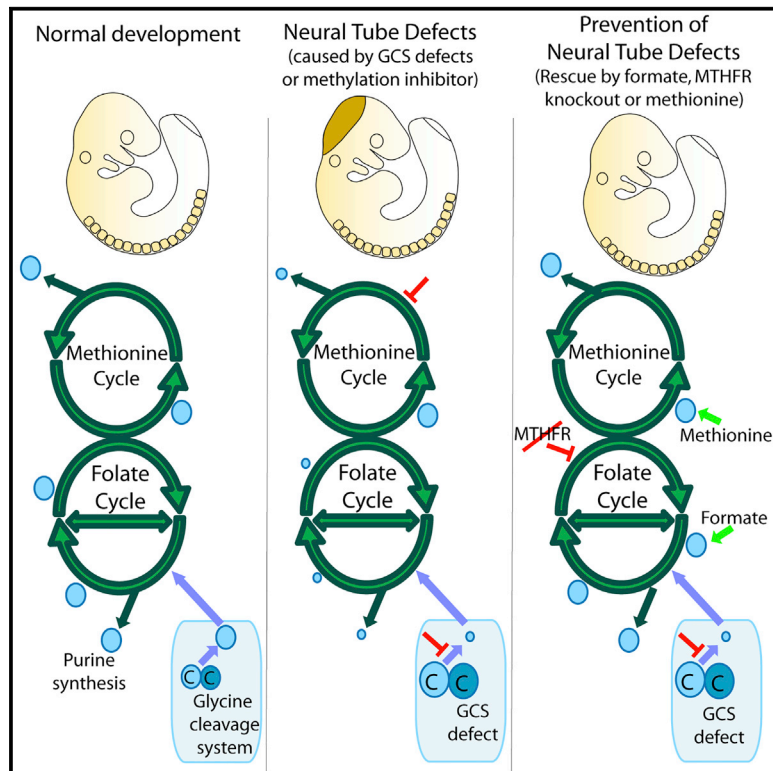 Normal development
Methionine
Cycle
Folate
Cycle
Purine
synthesis
C C
Glycine
cleavage
system
Neural Tube Defects
(caused by GCS defects
or methylation inhibitor)
Methionine
Cycle
Folate
Cycle
C C
GCS
defect
Prevention of
Neural Tube Defects
(Rescue by formate, MTHFR
knockout or methionine)
Methionine
Cycle
Methionine
MTHFR
Folate
Cycle
Formate
C C
GCS
defect